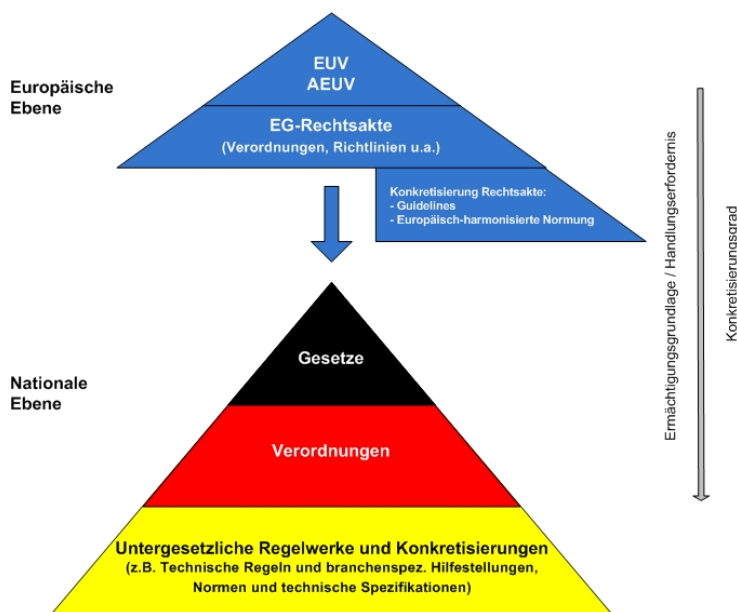 Europäische
Ebene
EUV
AEUV
EG-Rechtsakte
(Verordnungen, Richtlinien u.a.)
Konkretisierung Rechtsakte:
- Guidelines
- Europäisch-harmonisierte Normung
Nationale
Ebene
Gesetze
Verordnungen
Untergesetzliche Regelwerke und Konkretisierungen
(z.B. Technische Regeln und branchenspez. Hilfestellungen,
Normen und technische Spezifikationen)
Ermächtigungsgrundlage / Handlungserfordernis
Konkretisierungsgrad